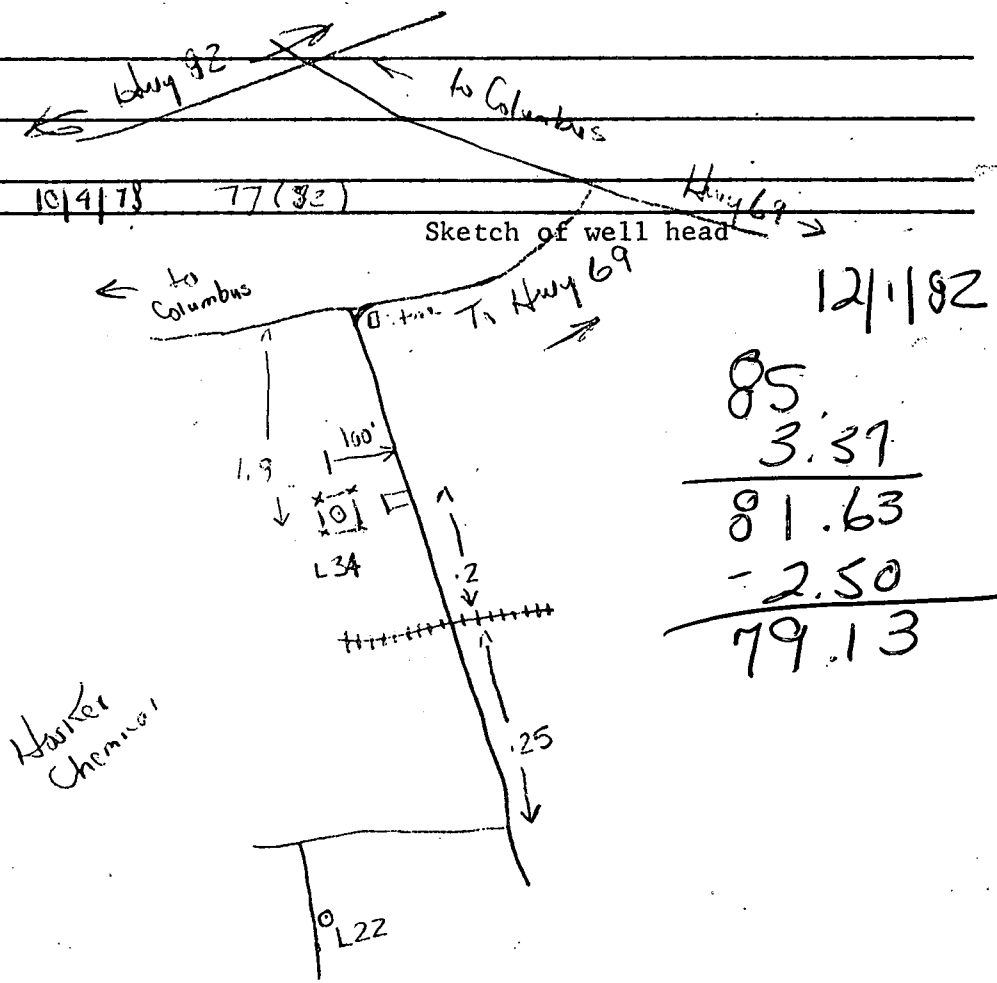 Hwy 82
to Columbus
10/4/78 77(82)
Hwy 69
Sketch of well head
to
Columbus
To Hwy 69
12/1/82
85.
3.37
81.63
-2.50
79.13
100'
1.9
L34
.2
.25
Chemical
L22